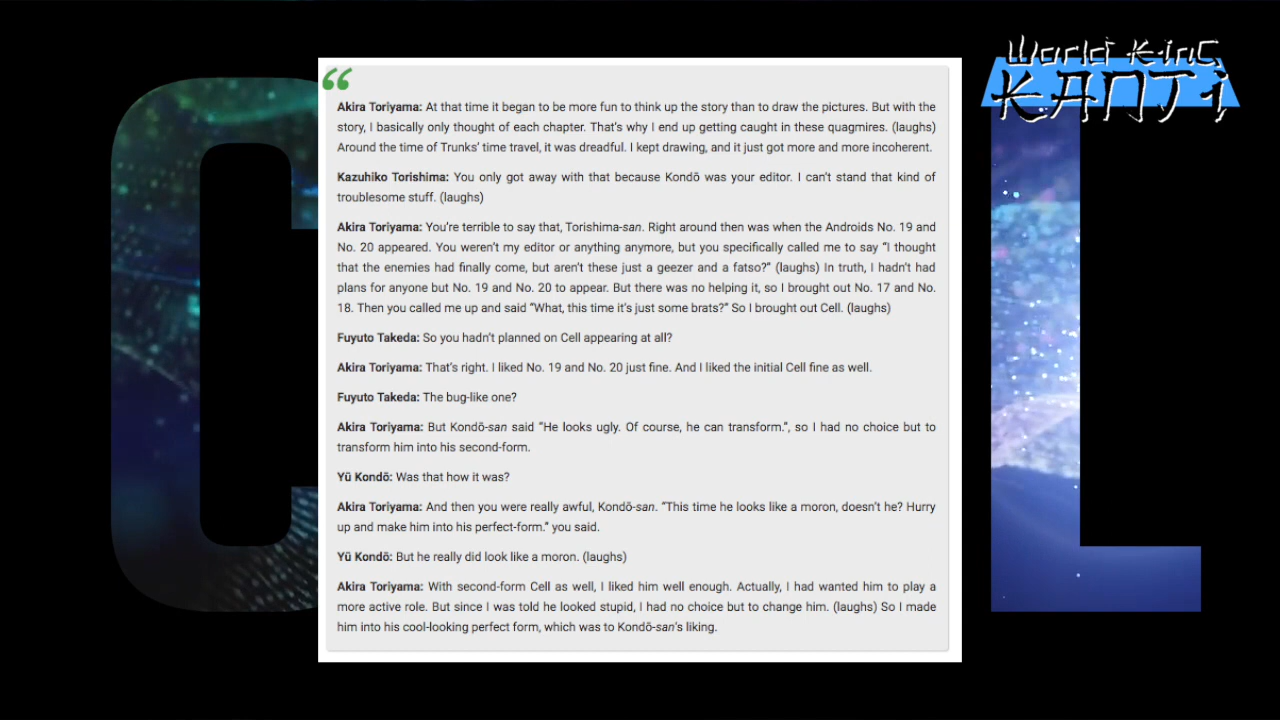 World King
KANJI
C L
“
Akira Toriyama: At that time it began to be more fun to think up the story than to draw the pictures. But with the
story, I basically only thought of each chapter. That’s why I end up getting caught in these quagmires. (laughs)
Around the time of Trunks’ time travel, it was dreadful. I kept drawing, and it just got more and more incoherent.
Kazuhiko Torishima: You only got away with that because Kondō was your editor. I can’t stand that kind of
troublesome stuff. (laughs)
Akira Toriyama: You’re terrible to say that, Torishima-san. Right around then was when the Androids No. 19 and
No. 20 appeared. You weren’t my editor or anything anymore, but you specifically called me to say “I thought
that the enemies had finally come, but aren’t these just a geezer and a fatso?” (laughs) In truth, I hadn’t had
plans for anyone but No. 19 and No. 20 to appear. But there was no helping it, so I brought out No. 17 and No.
18. Then you called me up and said “What, this time it’s just some brats?” So I brought out Cell. (laughs)
Fuyuto Takeda: So you hadn’t planned on Cell appearing at all?
Akira Toriyama: That’s right. I liked No. 19 and No. 20 just fine. And I liked the initial Cell fine as well.
Fuyuto Takeda: The bug-like one?
Akira Toriyama: But Kondō-san said “He looks ugly. Of course, he can transform.”, so I had no choice but to
transform him into his second-form.
Yū Kondō: Was that how it was?
Akira Toriyama: And then you were really awful, Kondō-san. “This time he looks like a moron, doesn’t he? Hurry
up and make him into his perfect-form.” you said.
Yū Kondō: But he really did look like a moron. (laughs)
Akira Toriyama: With second-form Cell as well, I liked him well enough. Actually, I had wanted him to play a
more active role. But since I was told he looked stupid, I had no choice but to change him. (laughs) So I made
him into his cool-looking perfect form, which was to Kondō-san’s liking.